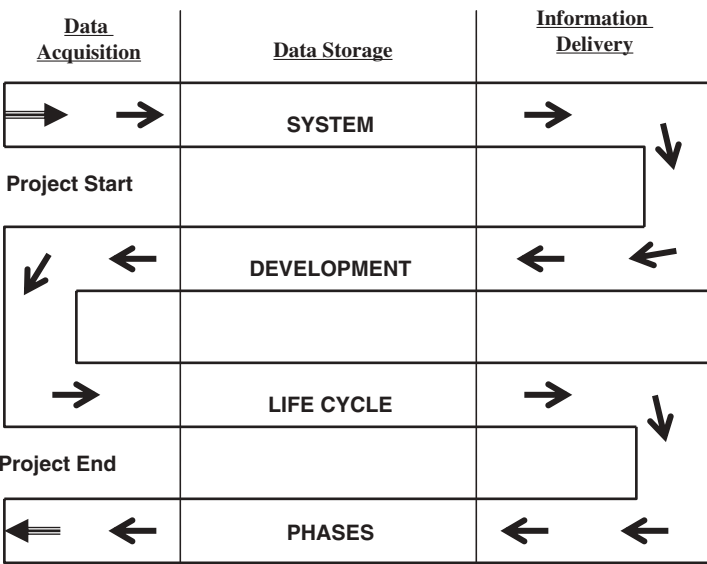 Data
Acquisition
Data Storage
Information
Delivery
SYSTEM
Project Start
DEVELOPMENT
LIFE CYCLE
Project End
PHASES